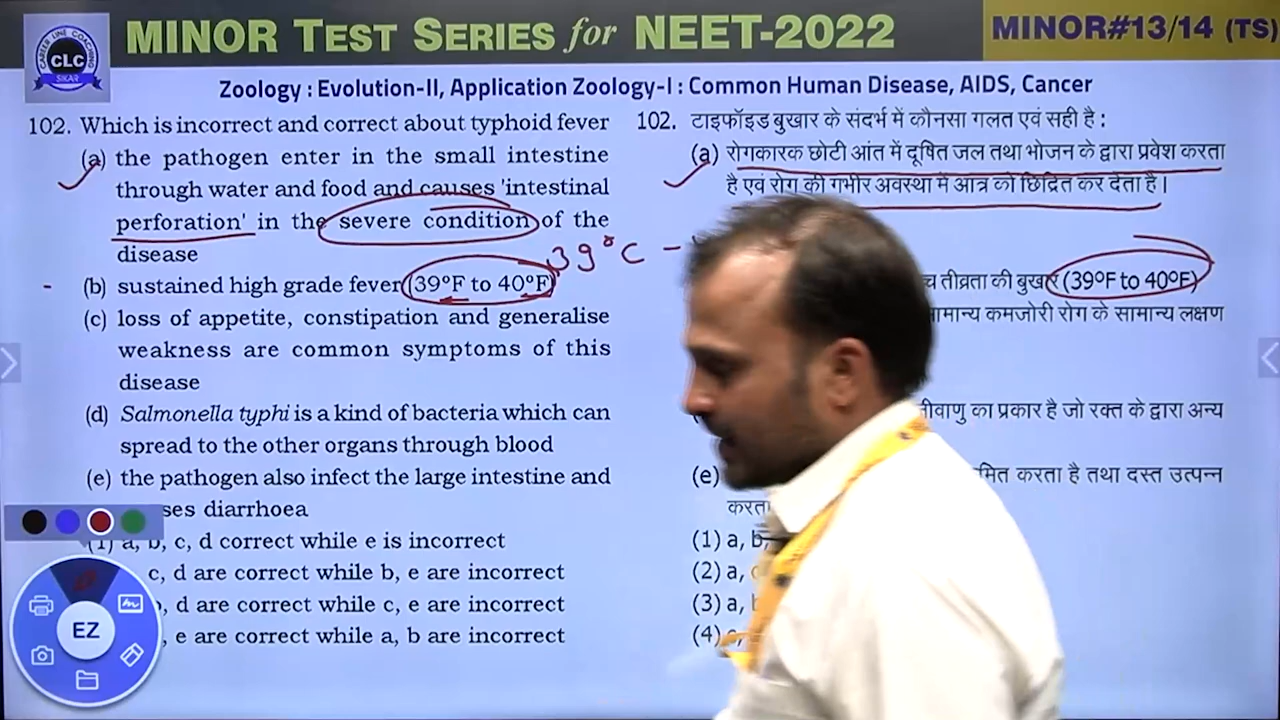 CAREER LINE COACHING
CLC
SIKAR
MINOR TEST SERIES for NEET-2022
MINOR#13/14 (TS)
Zoology : Evolution-II, Application Zoology-I : Common Human Disease, AIDS, Cancer
102. Which is incorrect and correct about typhoid fever
(a) the pathogen enter in the small intestine
through water and food and causes 'intestinal
perforation' in the severe condition of the
disease
39°C -
(b) sustained high grade fever (39ºF to 40ºF)
(c) loss of appetite, constipation and generalise
weakness are common symptoms of this
disease
(d) Salmonella typhi is a kind of bacteria which can
spread to the other organs through blood
(e) the pathogen also infect the large intestine and
ses diarrhoea
(1) a, b, c, d correct while e is incorrect
c, d are correct while b, e are incorrect
, d are correct while c, e are incorrect
, e are correct while a, b are incorrect
EZ
102. टाइफॉइड बुखार के संदर्भ में कौनसा गलत एवं सही है :
(a) रोगकारक छोटी आंत में दूषित जल तथा भोजन के द्वारा प्रवेश करता
है एवं रोग की गंभीर अवस्था में आंत्र को छिद्रित कर देता है।
च तीव्रता की बुखार (39ºF to 40ºF)
सामान्य कमजोरी रोग के सामान्य लक्षण
जीवाणु का प्रकार है जो रक्त के द्वारा अन्य
(e) मित करता है तथा दस्त उत्पन्न
करता
(1) a, b,
(2) a,
(3) a,
(4)